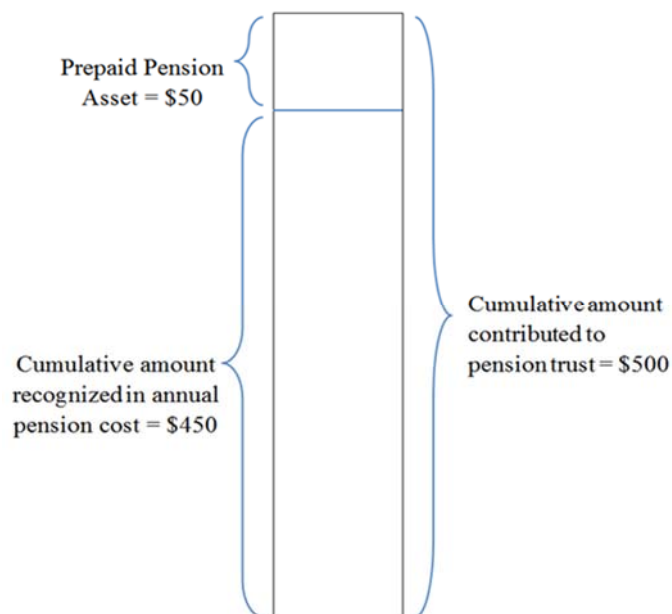 Prepaid Pension
Asset = $50
Cumulative amount
contributed to
pension trust = $500
Cumulative amount
recognized in annual
pension cost = $450